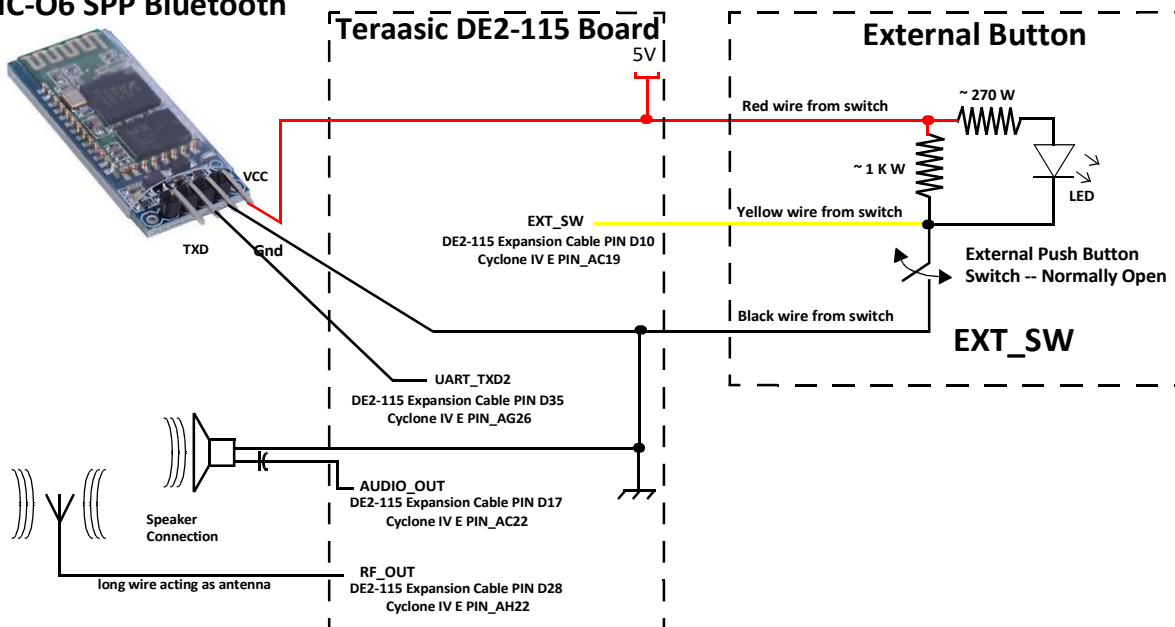 IC-O6 SPP Bluetooth
Teraasic DE2-115 Board
External Button
5V
~ 270 W
Red wire from switch
~ 1 K W
VCC
LED
Yellow wire from switch
EXT_SW
DE2-115 Expansion Cable PIN D10
Cyclone IV E PIN_AC19
TXD
Gnd
External Push Button
Switch -- Normally Open
Black wire from switch
EXT_SW
UART_TXD2
DE2-115 Expansion Cable PIN D35
Cyclone IV E PIN_AG26
AUDIO_OUT
DE2-115 Expansion Cable PIN D17
Cyclone IV E PIN_AC22
Speaker
Connection
RF_OUT
long wire acting as antenna
DE2-115 Expansion Cable PIN D28
Cyclone IV E PIN_AH22